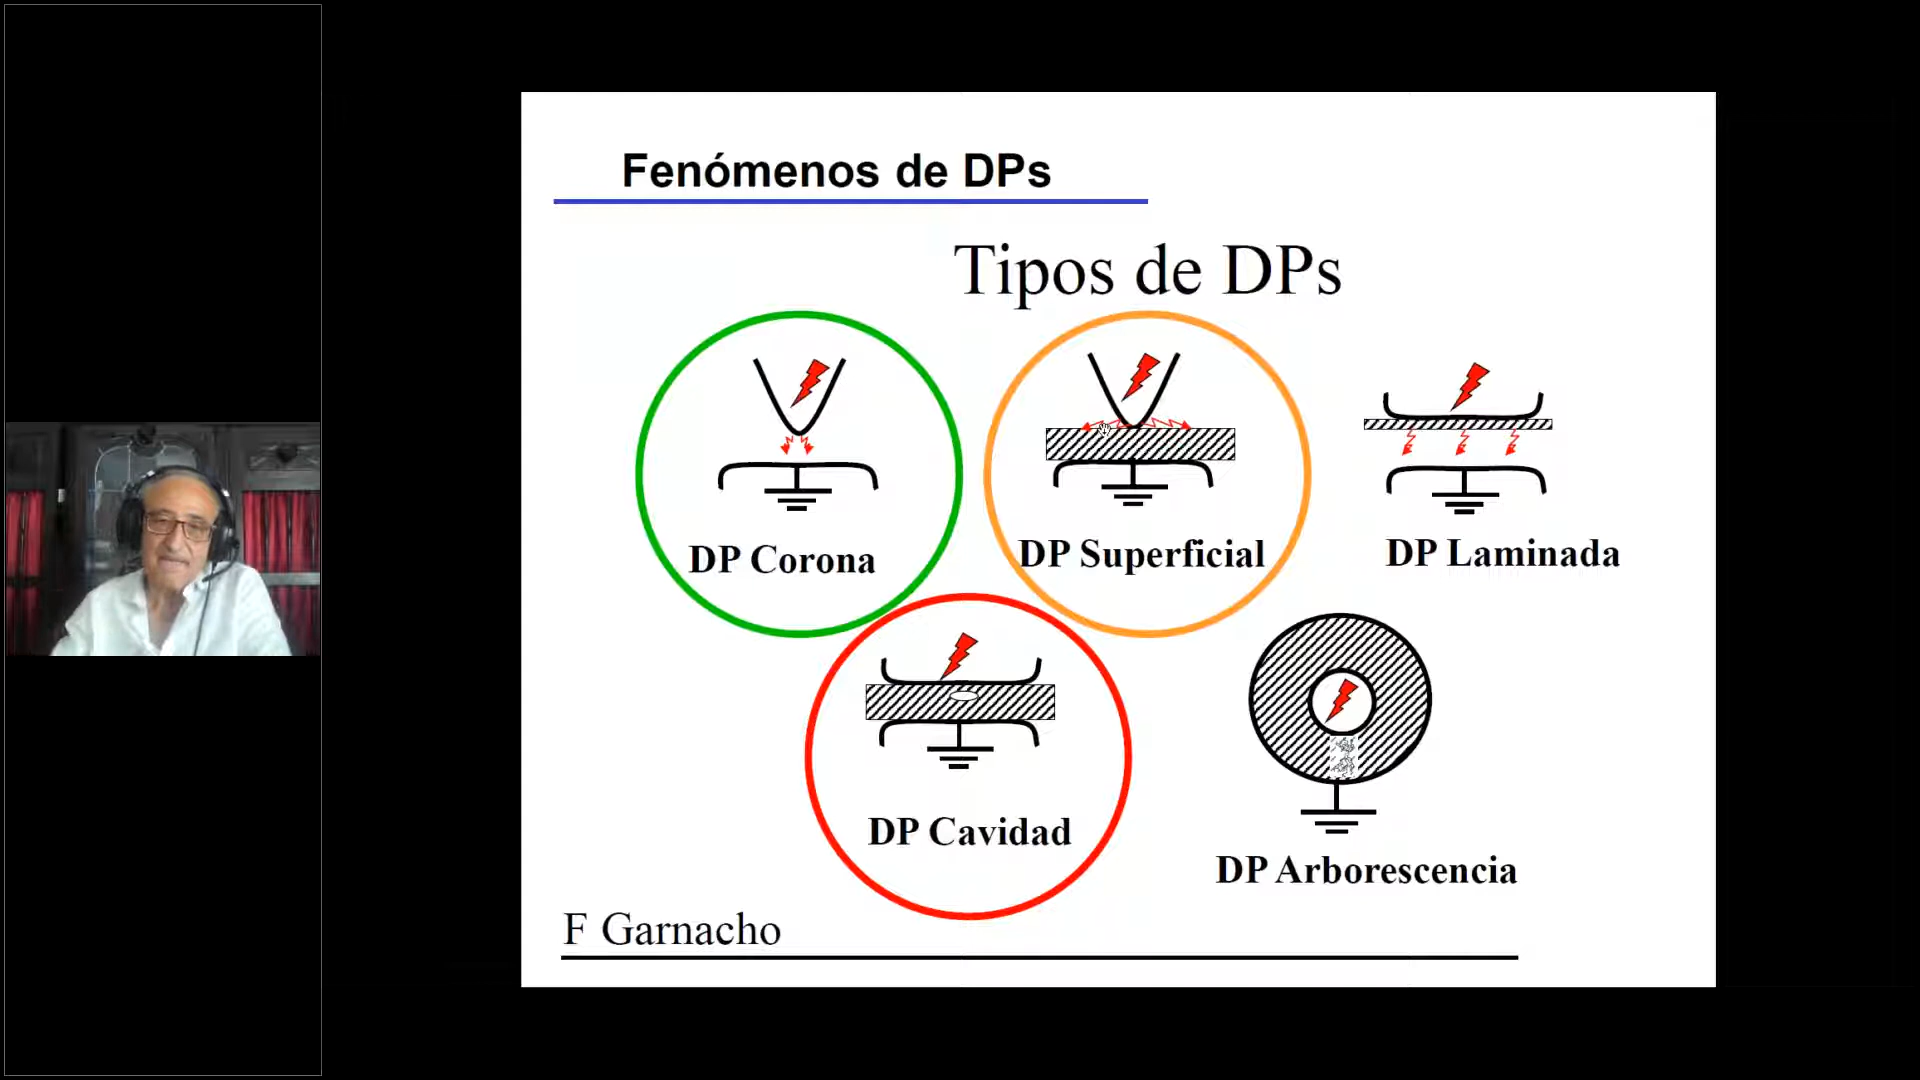 Fenómenos de DPs
Tipos de DPs
DP Corona
DP Superficial
DP Laminada
DP Cavidad
DP Arborescencia
F Garnacho